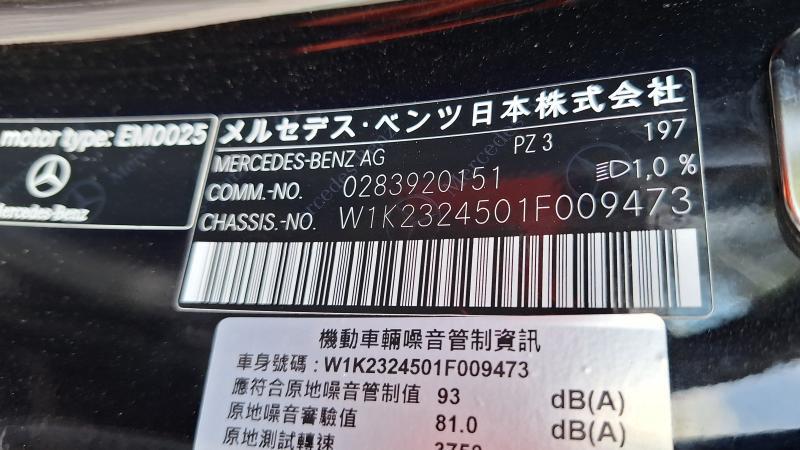 motor type: EM0025
Mercedes-Benz
メルセデス・ベンツ日本株式会社
PZ 3 197
MERCEDES-BENZ AG
COMM.-NO. 0283920151 1,0 %
CHASSIS.-NO. W1K2324501F009473
機動車輛噪音管制資訊
車身號碼 : W1K2324501F009473
應符合原地噪音管制值 93 dB(A)
原地噪音審驗值 81.0 dB(A)
原地測試轉速 3750